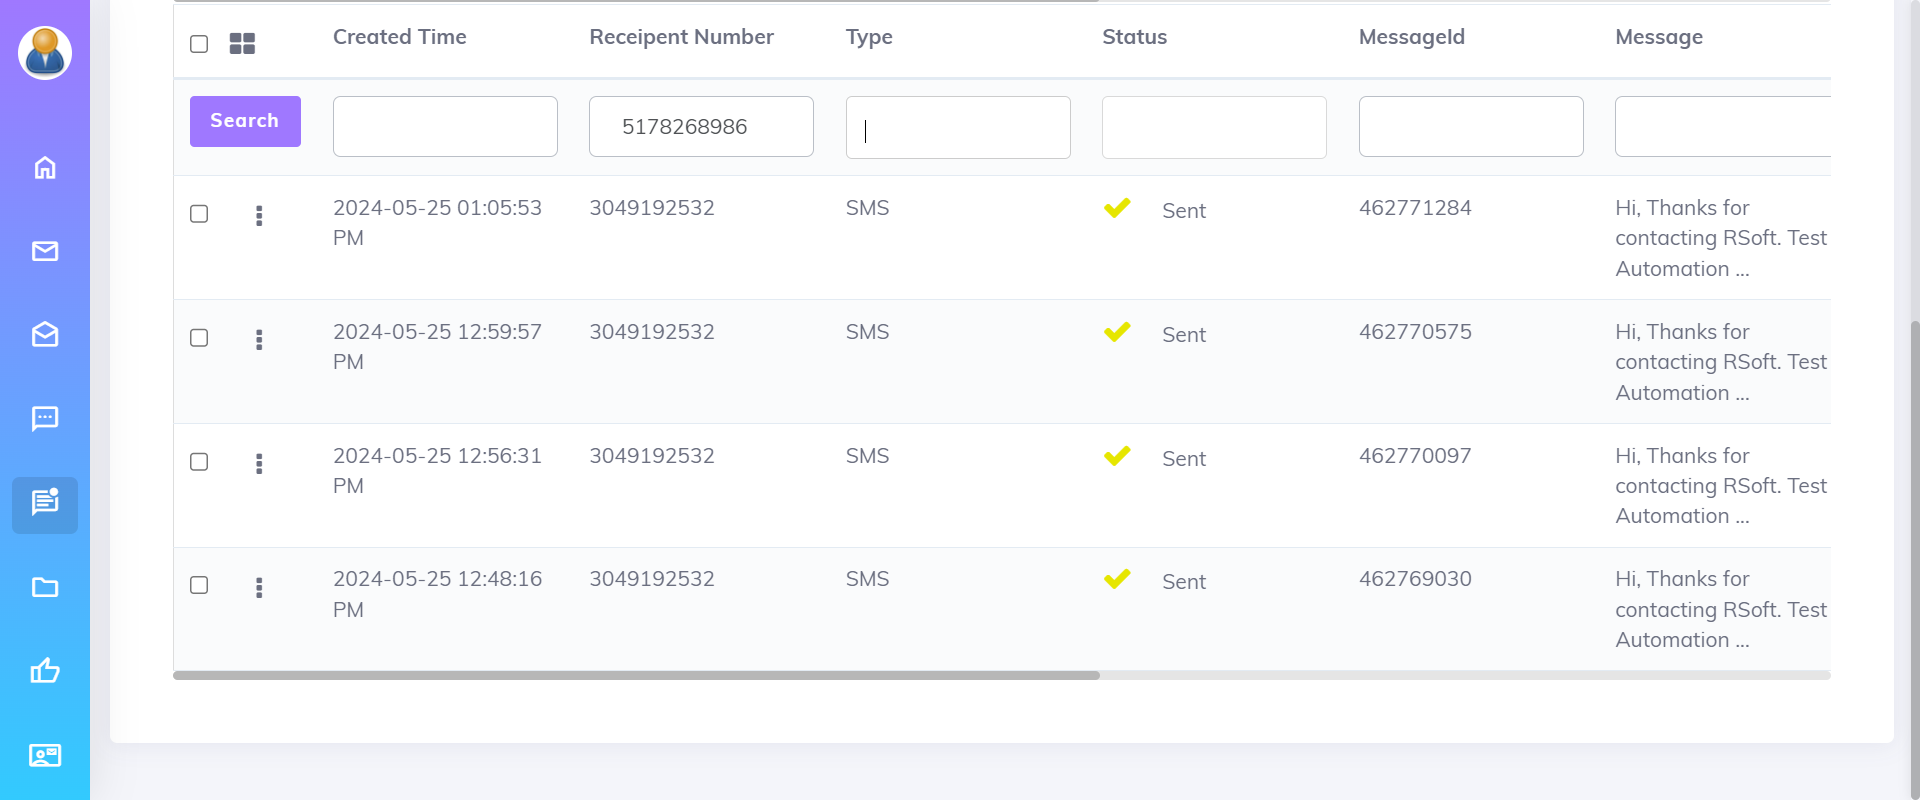 Created Time Receipent Number Type Status MessageId Message
Search 5178268986
2024-05-25 01:05:53 PM 3049192532 SMS Sent 462771284 Hi, Thanks for
contacting RSoft. Test
Automation ...
2024-05-25 12:59:57 PM 3049192532 SMS Sent 462770575 Hi, Thanks for
contacting RSoft. Test
Automation ...
2024-05-25 12:56:31 PM 3049192532 SMS Sent 462770097 Hi, Thanks for
contacting RSoft. Test
Automation ...
2024-05-25 12:48:16 PM 3049192532 SMS Sent 462769030 Hi, Thanks for
contacting RSoft. Test
Automation ...